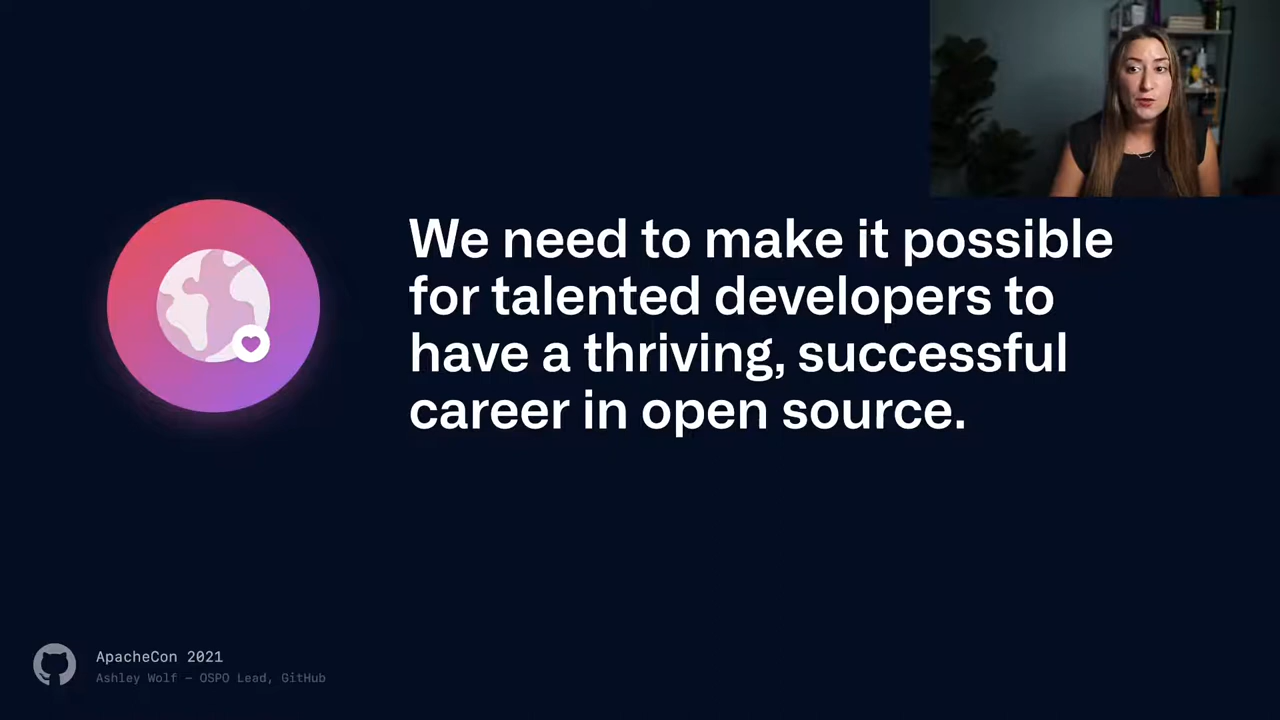 We need to make it possible
for talented developers to
have a thriving, successful
career in open source.
ApacheCon 2021
Ashley Wolf – OSPO Lead, GitHub